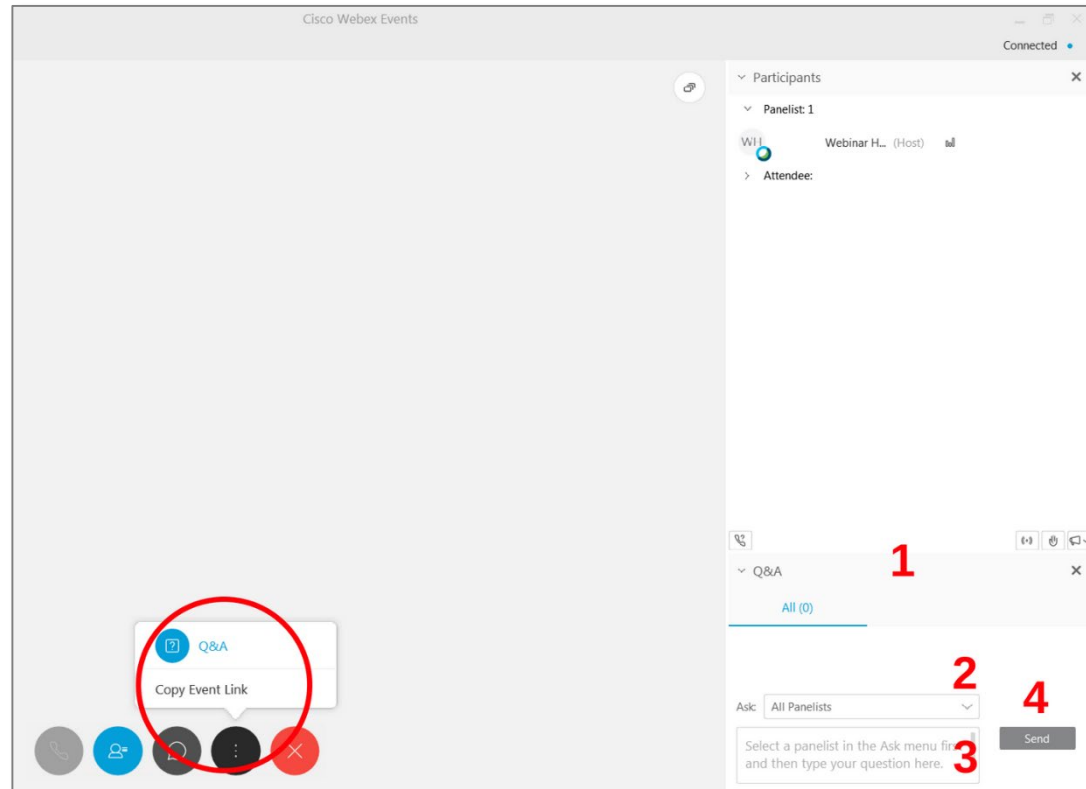 Cisco Webex Events
Connected
Participants
Panelist: 1
WH
Webinar H... (Host)
Attendee:
1
Q&A
All (0)
2
Ask: All Panelists
4
Send
Select a panelist in the Ask menu
and then type your question here.
3
Q&A
Copy Event Link